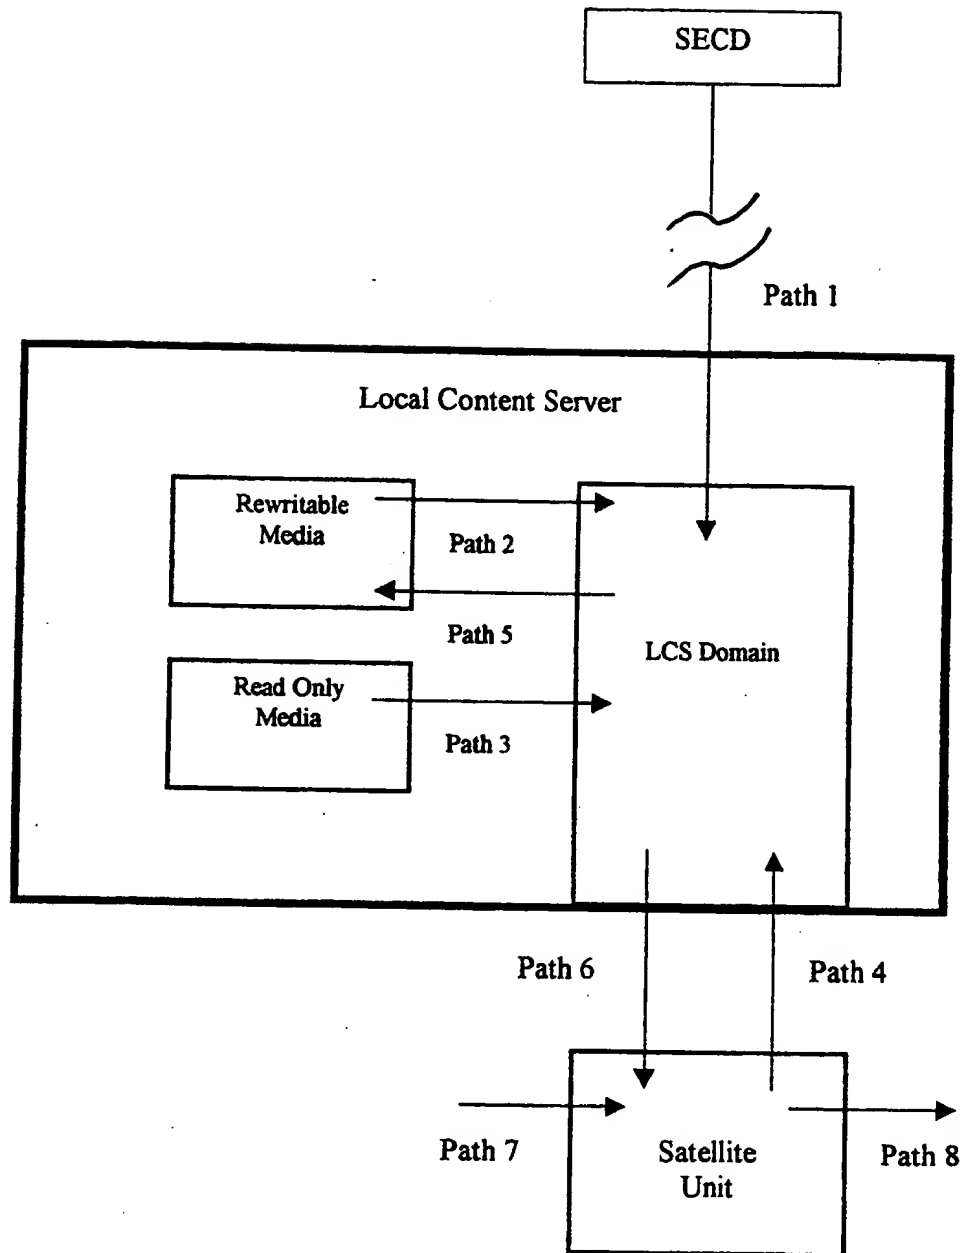 SECD
Path 1
Local Content Server
Rewritable
Media
Path 2
Path 5
LCS Domain
Read Only
Media
Path 3
Path 6
Path 4
Path 7
Satellite
Unit
Path 8